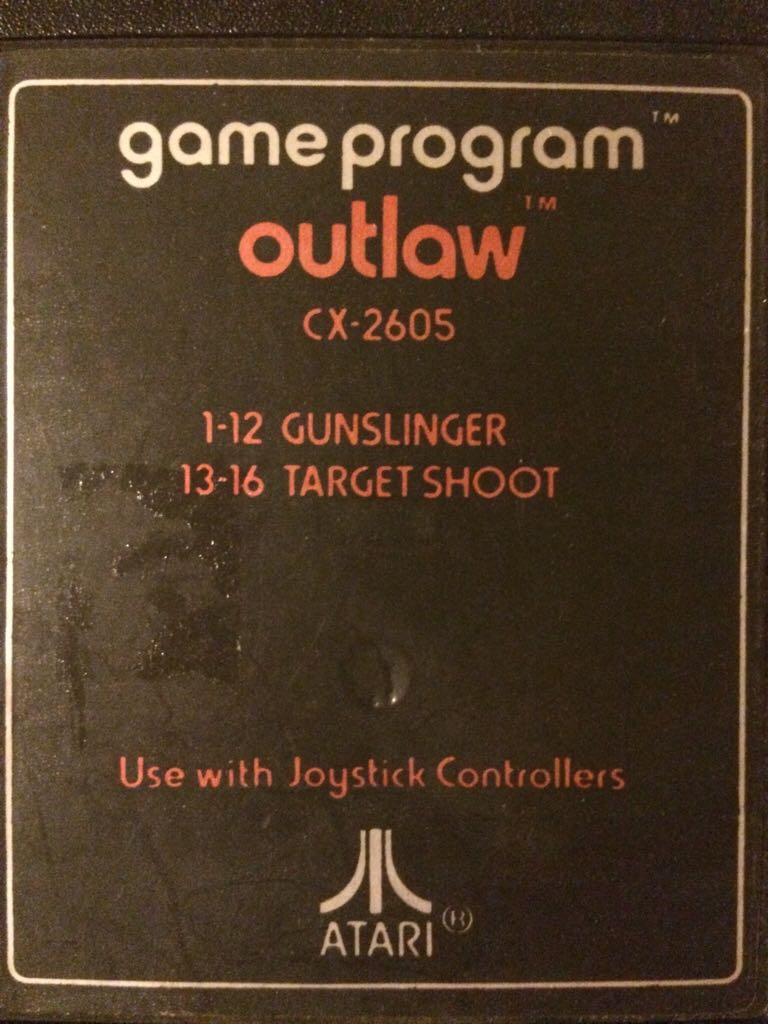 game program™
outlaw™
CX-2605
1-12 GUNSLINGER
13-16 TARGET SHOOT
Use with Joystick Controllers
ATARI®